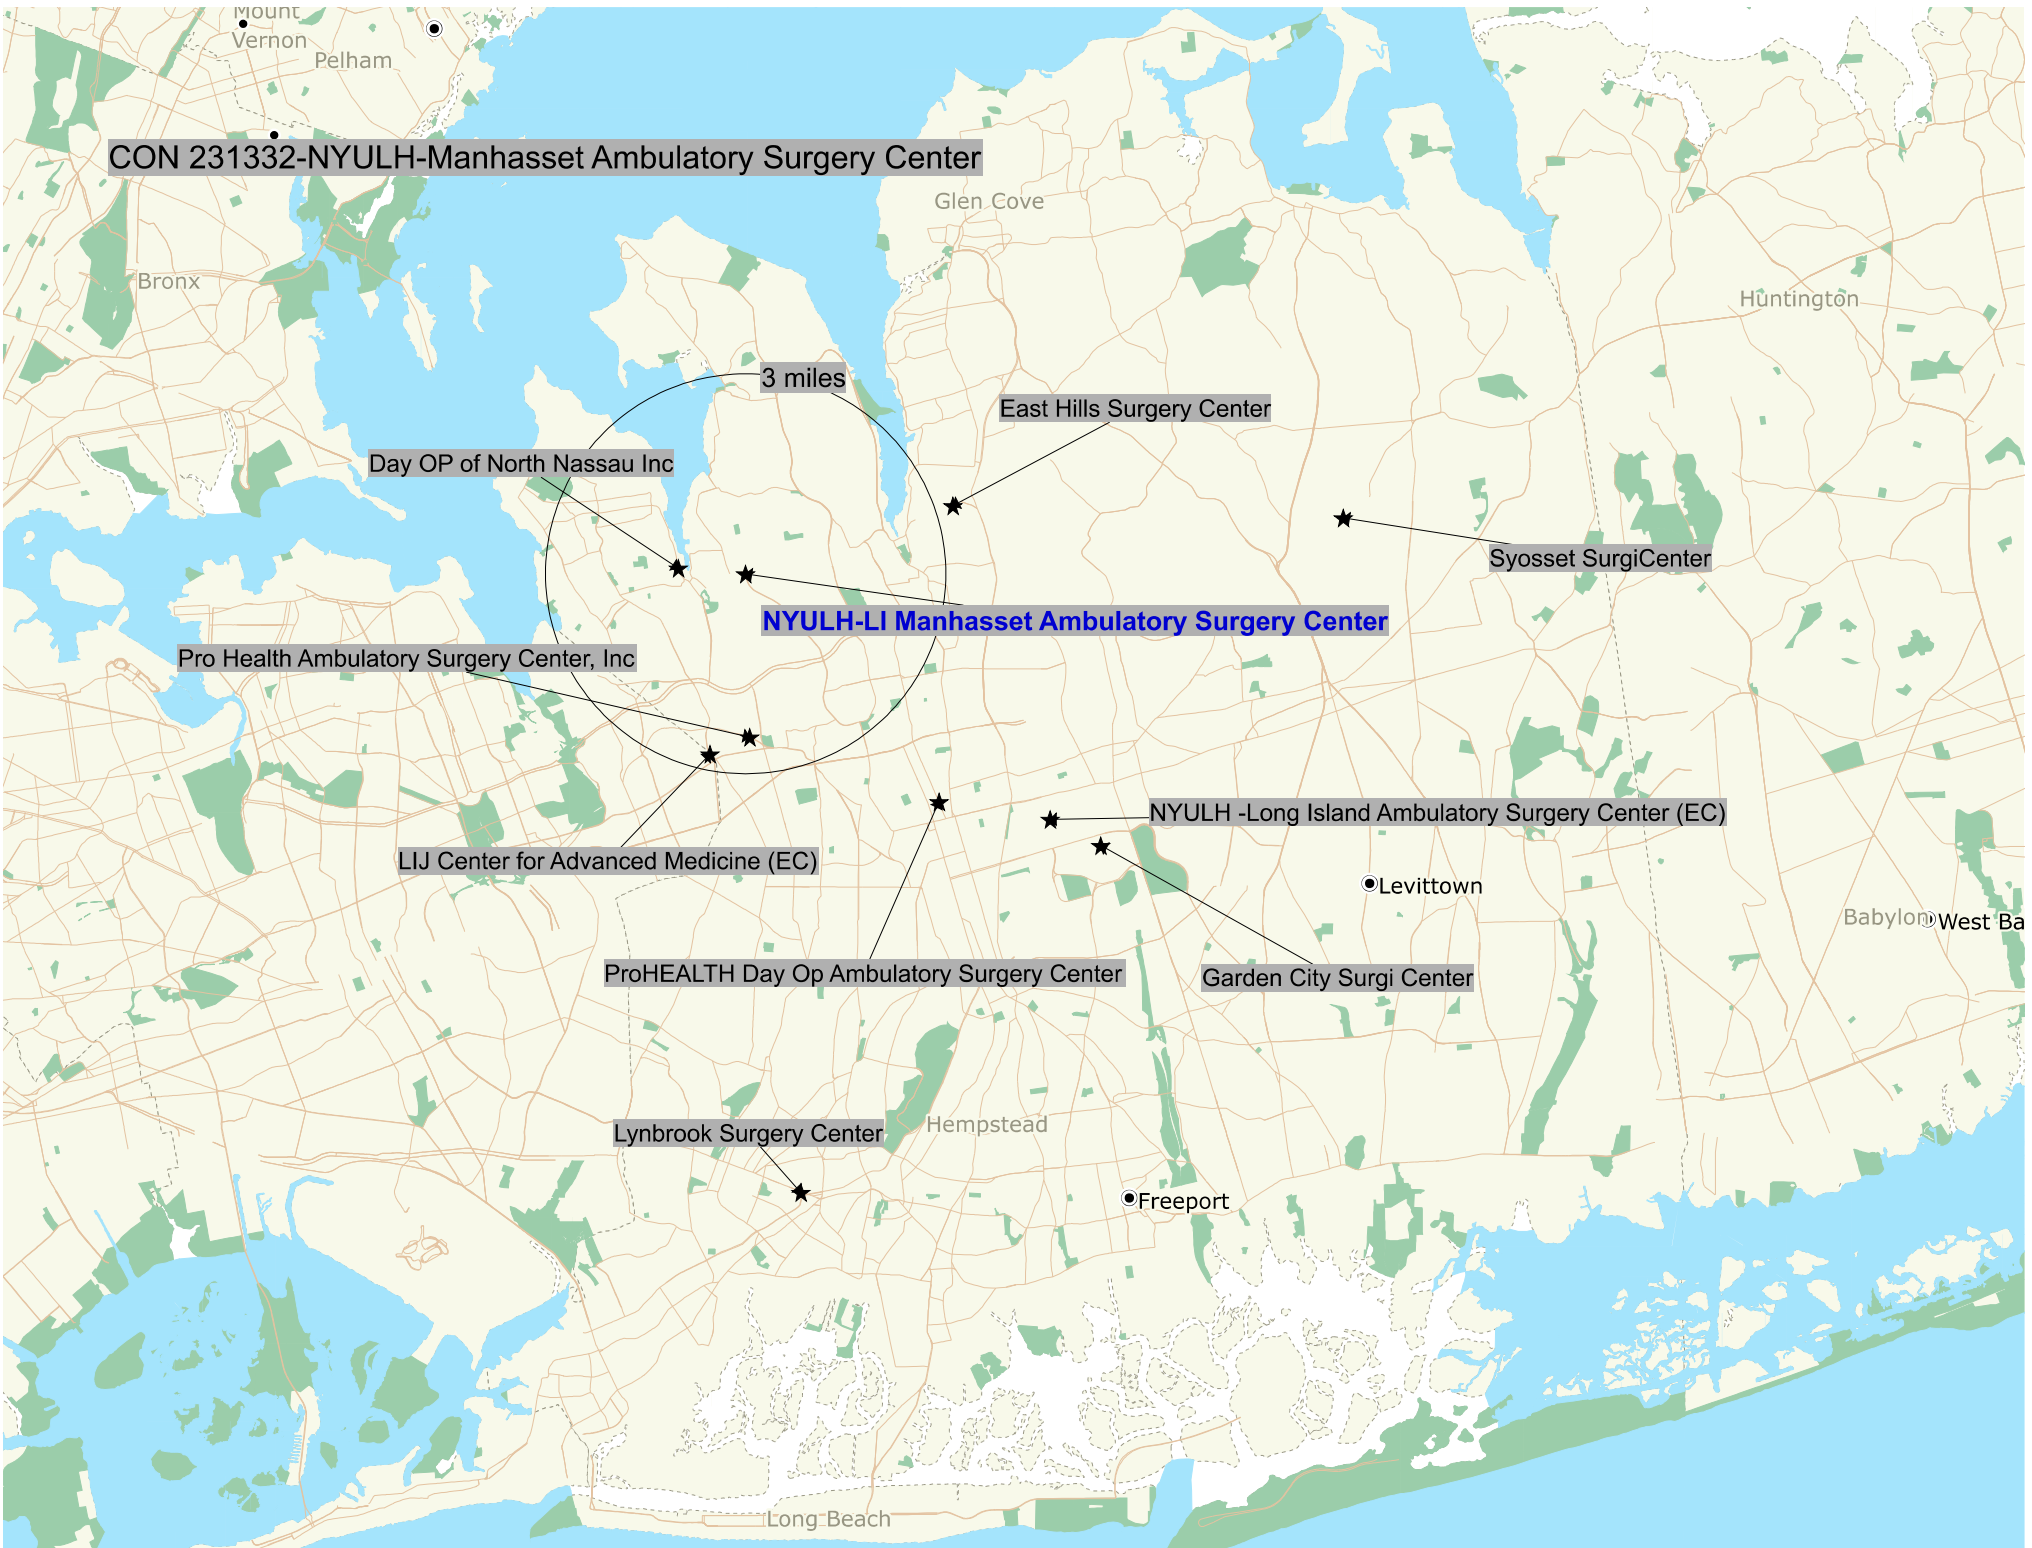 Mount
Vernon
Pelham
CON 231332-NYULH-Manhasset Ambulatory Surgery Center
Glen Cove
Bronx
Huntington
3 miles
East Hills Surgery Center
Day OP of North Nassau Inc
Syosset SurgiCenter
NYULH-LI Manhasset Ambulatory Surgery Center
Pro Health Ambulatory Surgery Center, Inc
NYULH -Long Island Ambulatory Surgery Center (EC)
LIJ Center for Advanced Medicine (EC)
Levittown
Babylon
West Ba
ProHEALTH Day Op Ambulatory Surgery Center
Garden City Surgi Center
Hempstead
Lynbrook Surgery Center
Freeport
Long Beach